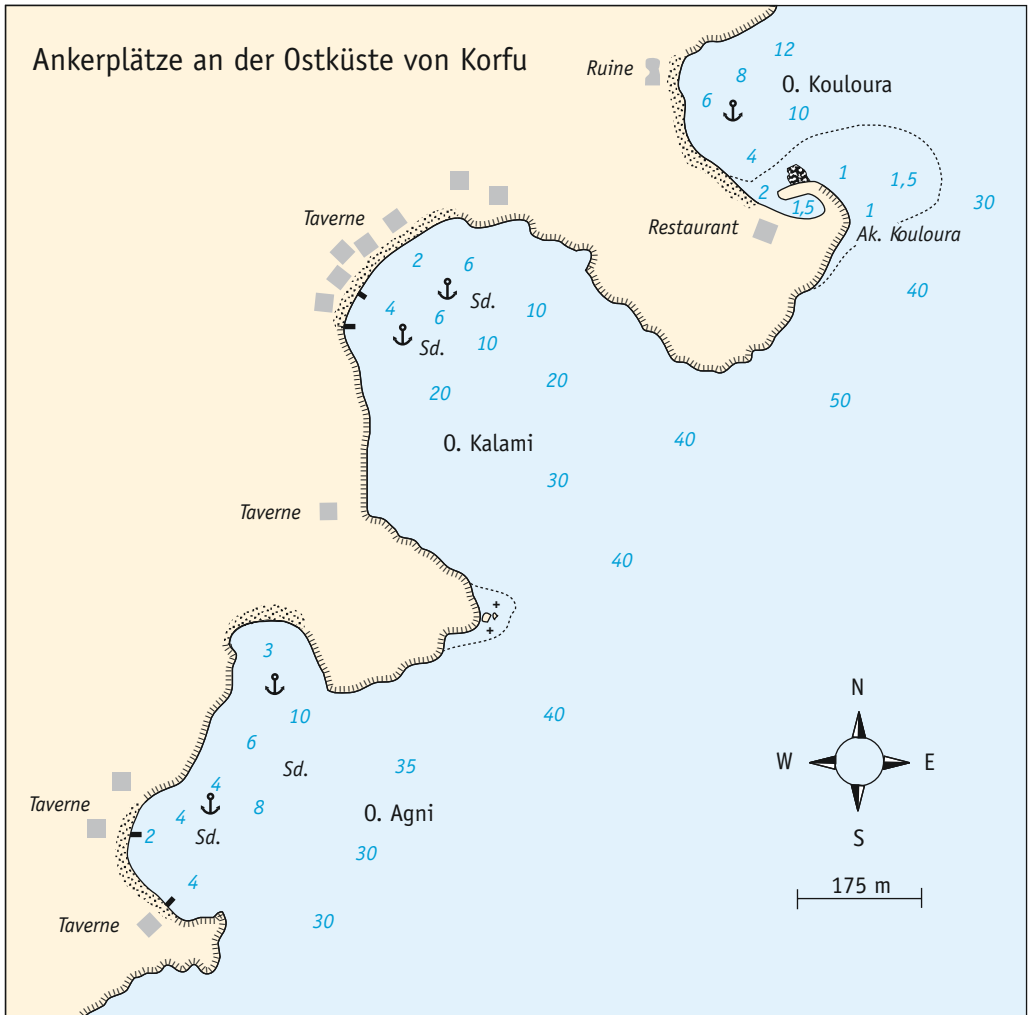 Ankerplätze an der Ostküste von Korfu
12
Ruine
8
O. Kouloura
6
10
4
1
1,5
2
1,5
1
30
Restaurant
Ak. Kouloura
Taverne
2
6
40
Sd.
4
6
10
Sd.
10
20
20
50
O. Kalami
40
30
Taverne
40
3
10
40
6
Sd.
35
N
W
E
S
4
Taverne
4
8
O. Agni
2
Sd.
30
4
175 m
Taverne
30